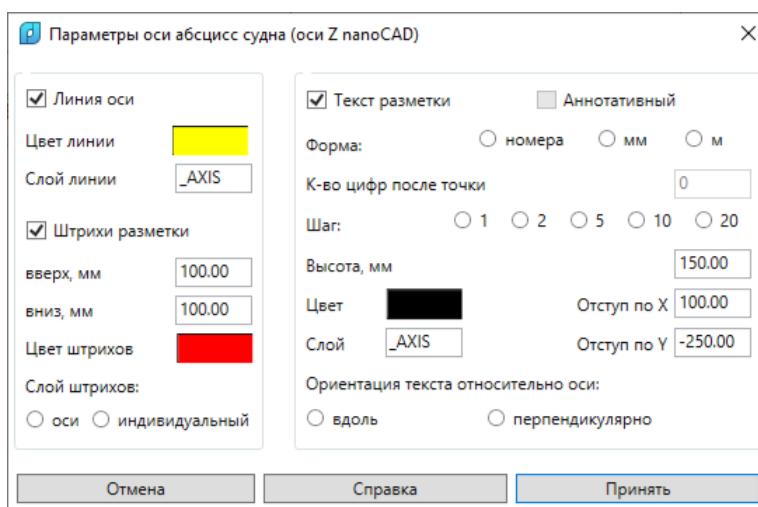 Параметры оси абсцисс судна (оси Z nanoCAD)
Линия оси
Цвет линии
Слой линии _AXIS
Штрихи разметки
вверх, мм 100.00
вниз, мм 100.00
Цвет штрихов
Слой штрихов:
оси индивидуальный
Текст разметки Аннотативный
Форма: номера мм м
К-во цифр после точки 0
Шаг: 1 2 5 10 20
Высота, мм 150.00
Цвет Отступ по X 100.00
Слой _AXIS Отступ по Y -250.00
Ориентация текста относительно оси:
вдоль перпендикулярно
Отмена Справка Принять